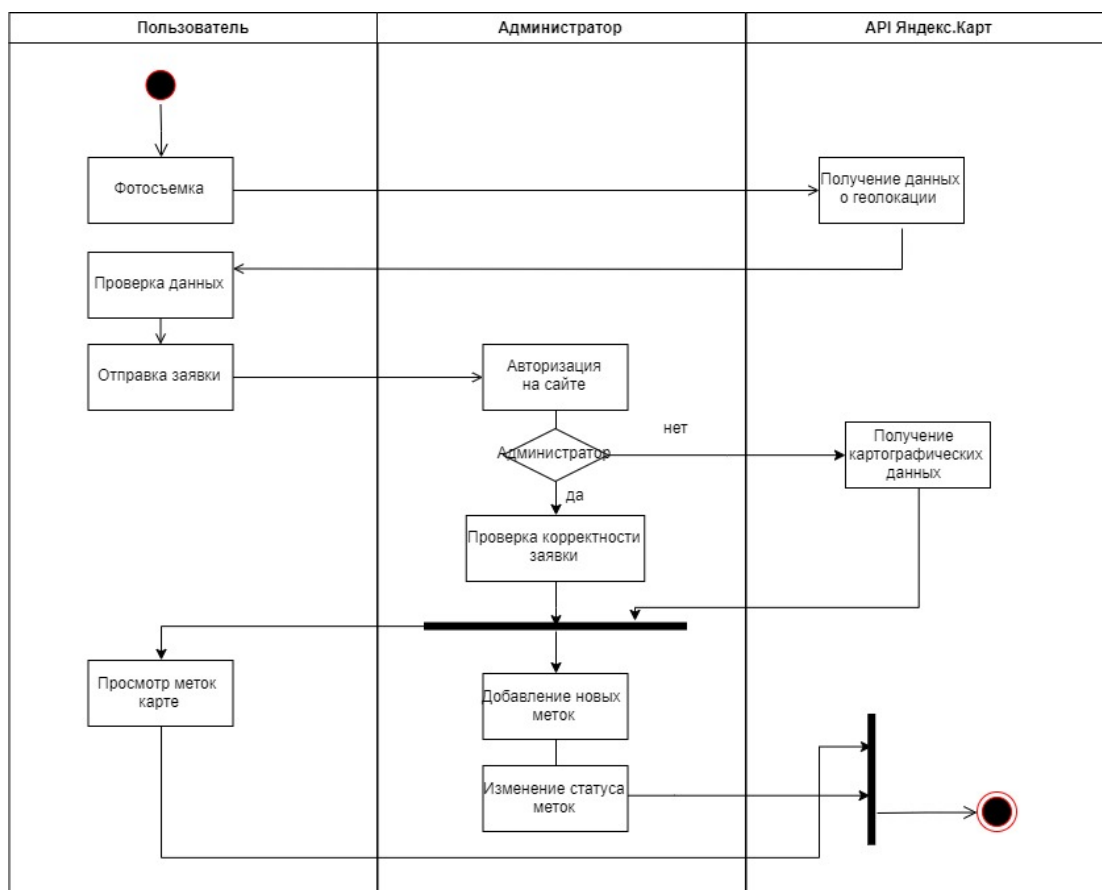 Пользователь
Администратор
API Яндекс.Карт
Фотосъемка
Получение данных
о геолокации
Проверка данных
Отправка заявки
Авторизация
на сайте
Администратор
нет
да
Получение
картографических
данных
Проверка корректности
заявки
Просмотр меток
карте
Добавление новых
меток
Изменение статуса
меток